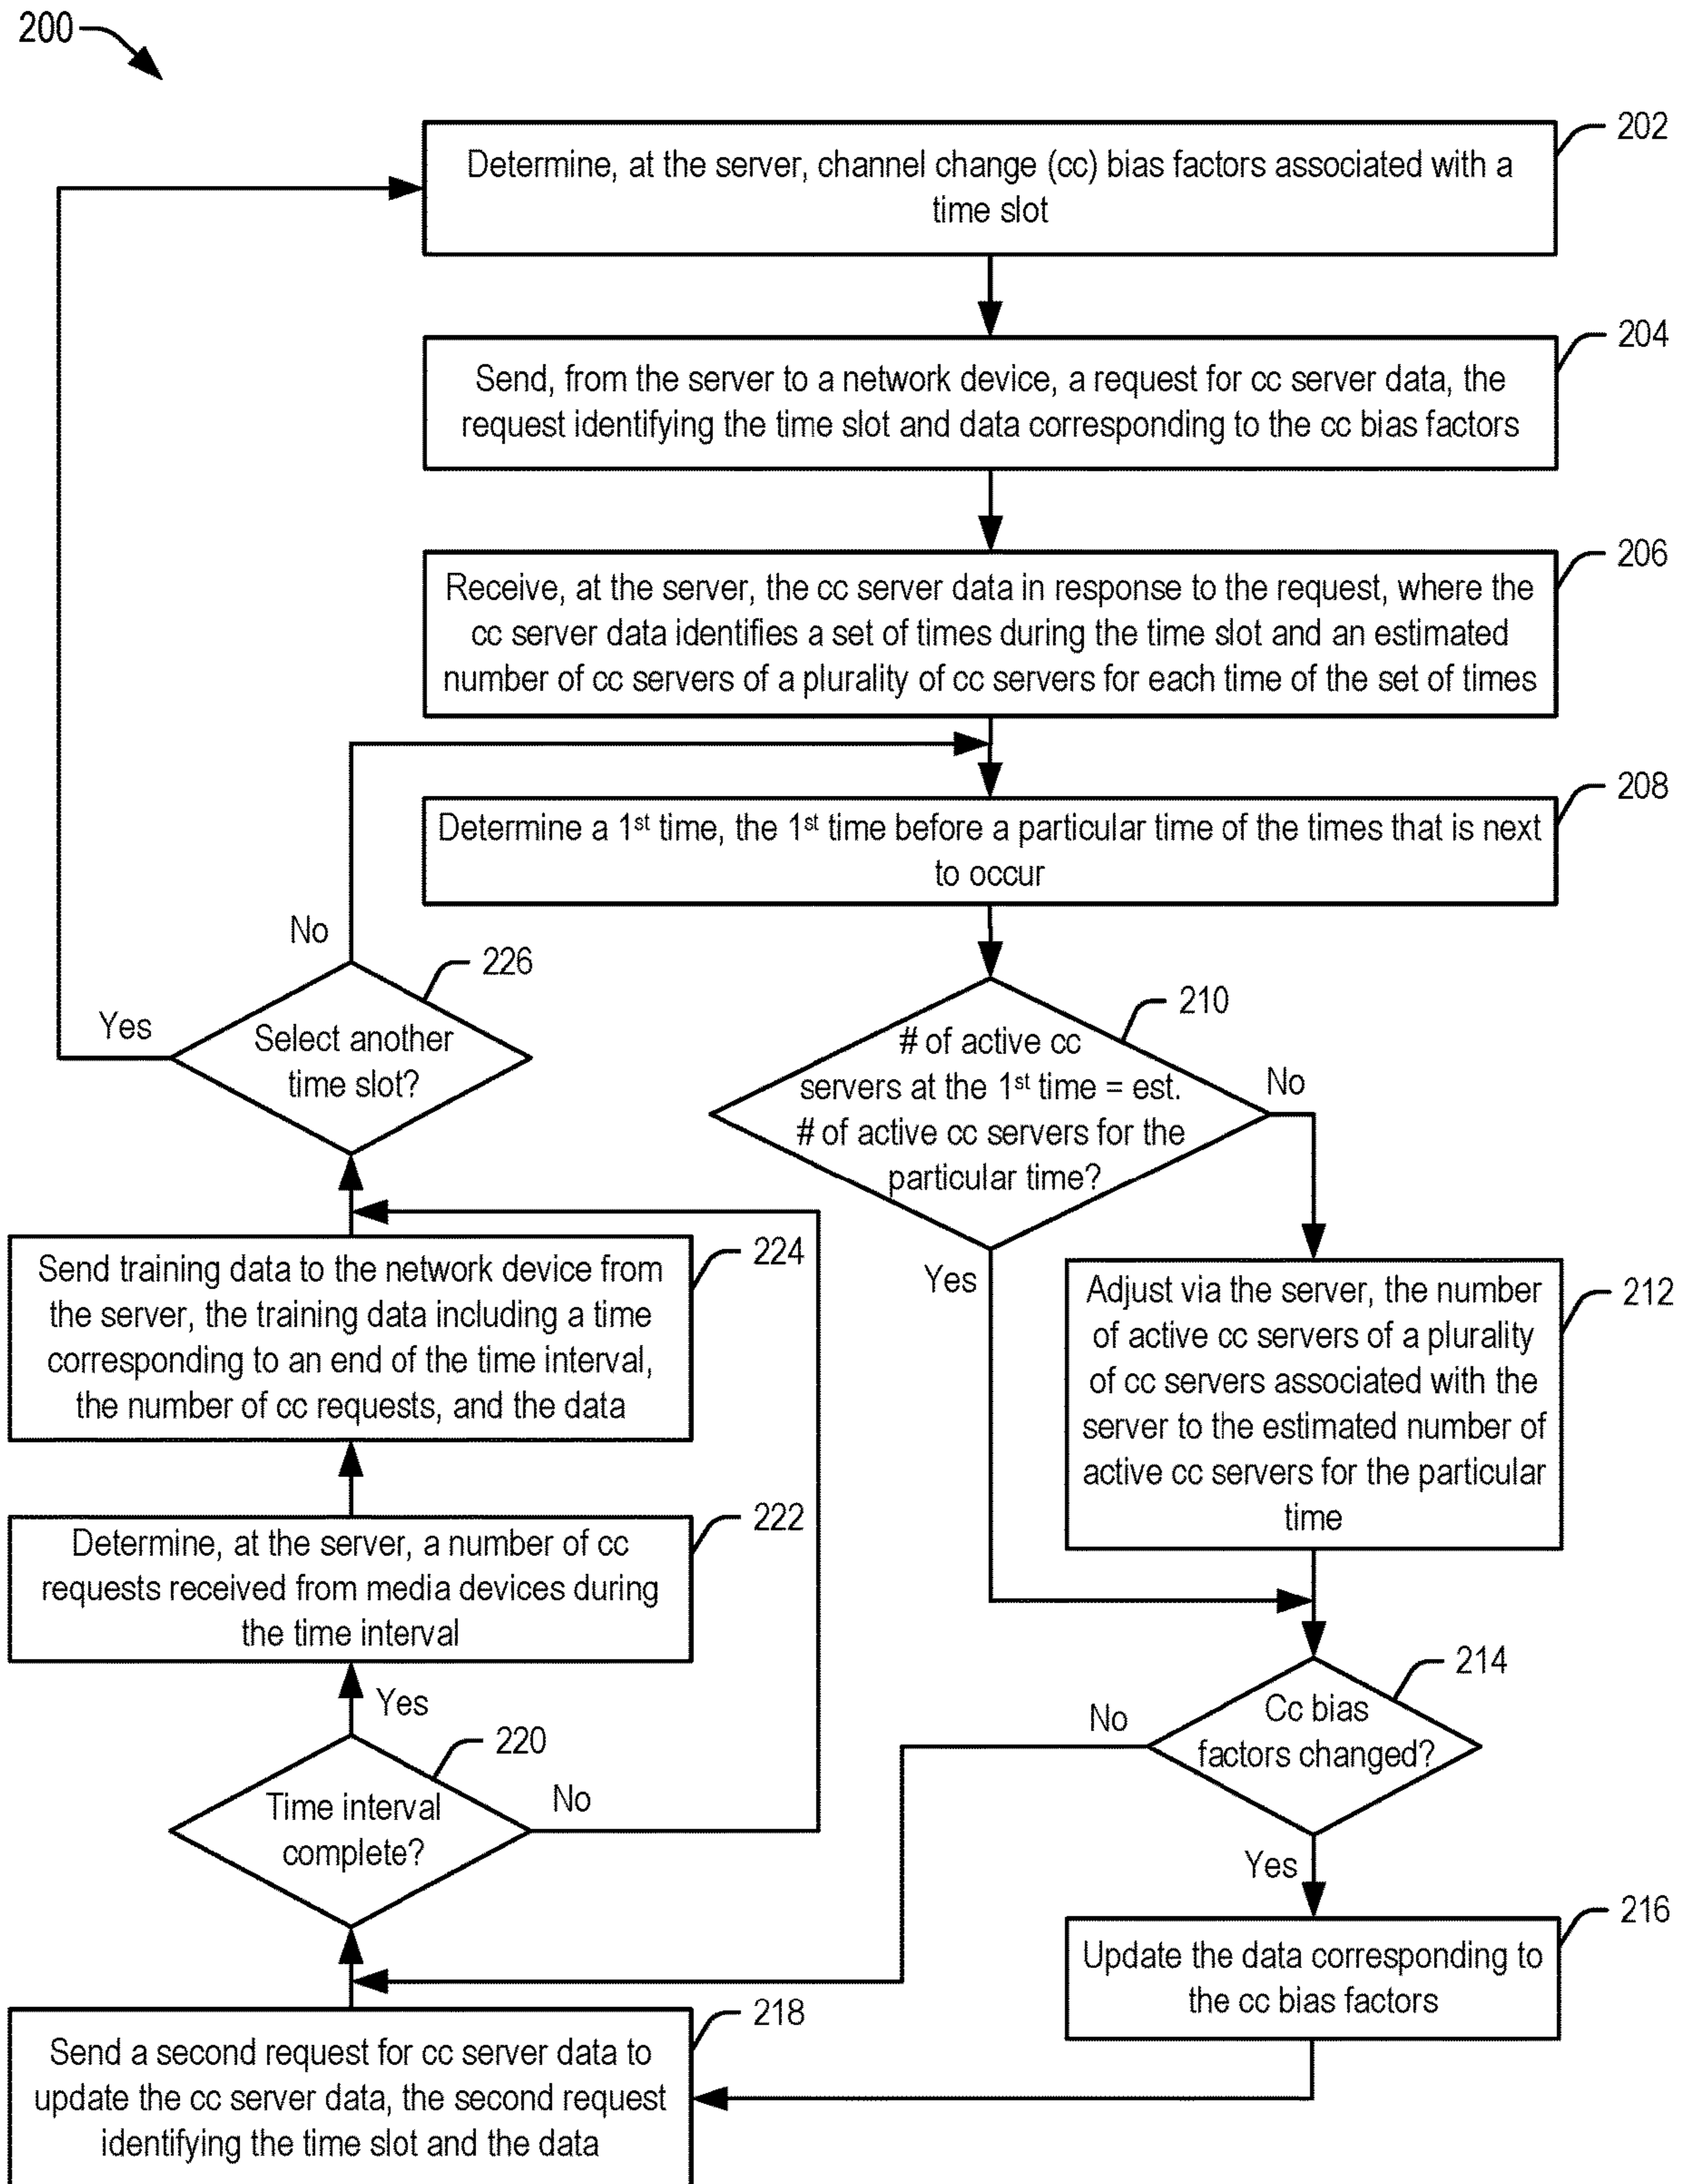 200
202
Determine, at the server, channel change (cc) bias factors associated with a
time slot
204
Send, from the server to a network device, a request for cc server data, the
request identifying the time slot and data corresponding to the cc bias factors
206
Receive, at the server, the cc server data in response to the request, where the
cc server data identifies a set of times during the time slot and an estimated
number of cc servers of a plurality of cc servers for each time of the set of times
208
Determine a 1st time, the 1st time before a particular time of the times that is next
to occur
210
# of active cc
servers at the 1st time = est.
# of active cc servers for the
particular time?
No
Yes
212
Adjust via the server, the number
of active cc servers of a plurality
of cc servers associated with the
server to the estimated number of
active cc servers for the particular
time
214
Cc bias
factors changed?
No
Yes
216
Update the data corresponding to
the cc bias factors
218
Send a second request for cc server data to
update the cc server data, the second request
identifying the time slot and the data
220
Time interval
complete?
No
Yes
222
Determine, at the server, a number of cc
requests received from media devices during
the time interval
224
Send training data to the network device from
the server, the training data including a time
corresponding to an end of the time interval,
the number of cc requests, and the data
226
Select another
time slot?
No
Yes